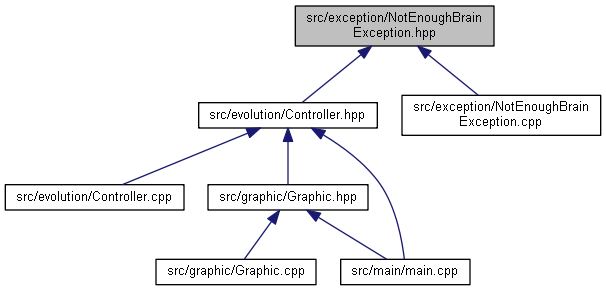 src/exception/NotEnoughBrain
Exception.hpp
src/evolution/Controller.hpp
src/exception/NotEnoughBrain
Exception.cpp
src/evolution/Controller.cpp
src/graphic/Graphic.hpp
src/graphic/Graphic.cpp
src/main/main.cpp